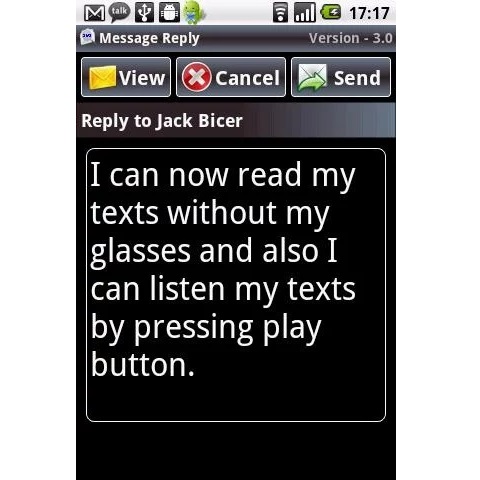 talk 17:17
Message Reply Version - 3.0
View Cancel Send
Reply to Jack Bicer
I can now read my
texts without my
glasses and also I
can listen my texts
by pressing play
button.